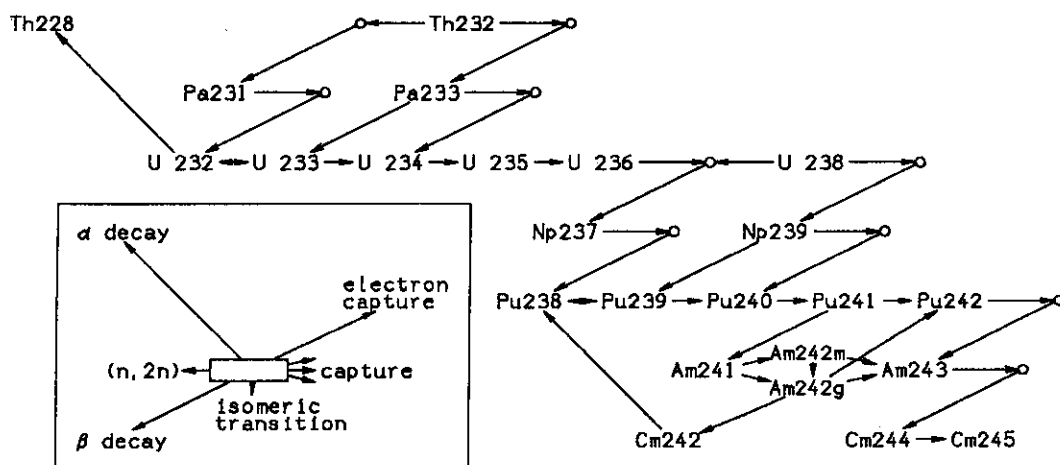 Th228 Th232
Pa231 Pa233
U 232 U 233 U 234 U 235 U 236 U 238
Np237 Np239
Pu238 Pu239 Pu240 Pu241 Pu242
Am241 Am242m Am243
Am242g
Cm242 Cm244 Cm245
α decay
electron
capture
(n,2n) capture
isomeric
transition
β decay